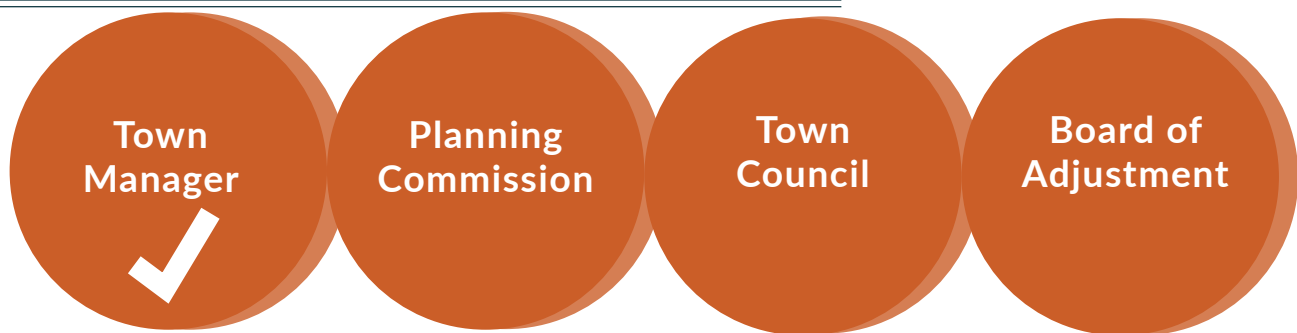 Town
Manager
Planning
Commission
Town
Council
Board of
Adjustment